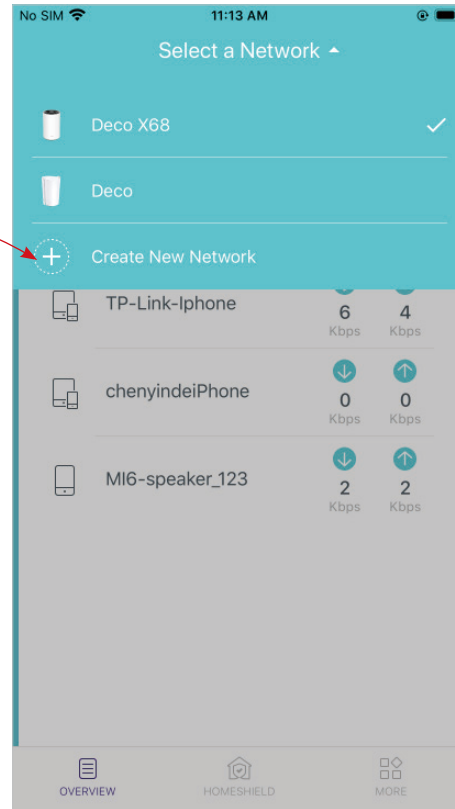 No SIM 11:13 AM
Select a Network
Deco X68
Deco
Create New Network
TP-Link-Iphone 6 4
Kbps Kbps
chenyindeiPhone 0 0
Kbps Kbps
MI6-speaker_123 2 2
Kbps Kbps
OVERVIEW HOMESHIELD MORE